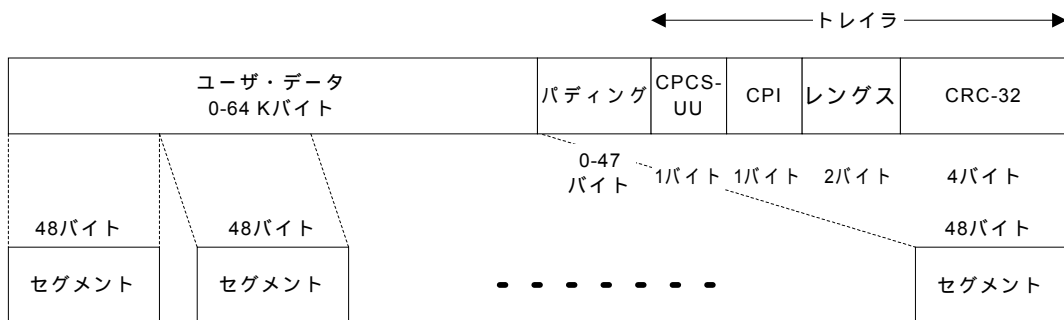 トレイラ
ユーザ・データ
0-64 Kバイト
パディング
CPCS-
UU
CPI
レングス
CRC-32
0-47
バイト
1バイト
1バイト
2バイト
4バイト
48バイト
48バイト
48バイト
セグメント
セグメント
セグメント